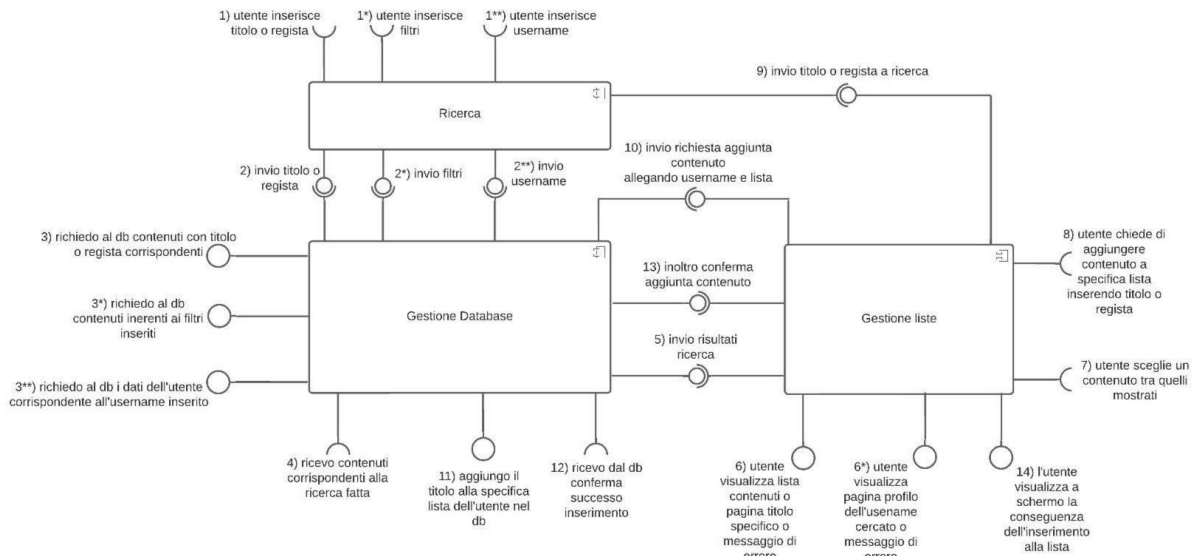 1) utente inserisce
titolo o regista
1*) utente inserisce
filtri
1**) utente inserisce
username
9) invio titolo o regista a ricerca
Ricerca
10) invio richiesta aggiunta
contenuto
allegando username e lista
2) invio titolo o
regista
2*) invio filtri
2**) invio
username
3) richiedo al db contenuti con titolo
o regista corrispondenti
8) utente chiede di
aggiungere
contenuto a
specifica lista
inserendo titolo o
regista
13) inoltro conferma
aggiunta contenuto
3*) richiedo al db
contenuti inerenti ai filtri
inseriti
Gestione Database
Gestione liste
5) invio risultati
ricerca
3**) richiedo al db i dati dell'utente
corrispondente all'username inserito
7) utente sceglie un
contenuto tra quelli
mostrati
4) ricevo contenuti
corrispondenti alla
ricerca fatta
11) aggiungo il
titolo alla specifica
lista dell'utente nel
db
12) ricevo dal db
conferma
successo
inserimento
6) utente
visualizza lista
contenuti o
pagina titolo
specifico o
messaggio di
errore
6*) utente
visualizza
pagina profilo
dell'usename
cercato o
messaggio di
errore
14) l'utente
visualizza a
schermo la
conseguenza
dell'inserimento
alla lista